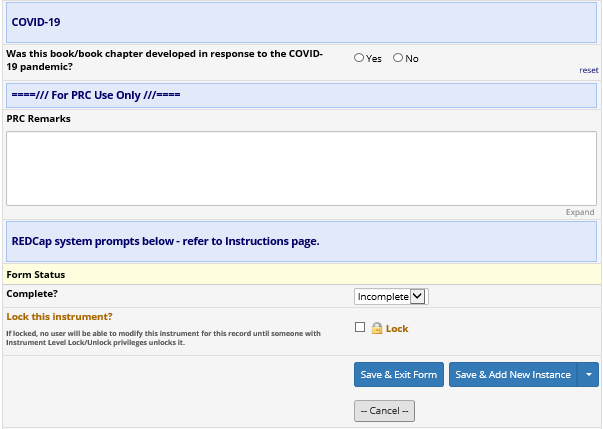 COVID-19
Was this book/book chapter developed in response to the COVID-
19 pandemic?
Yes No
reset
====/// For PRC Use Only ///====
PRC Remarks
Expand
REDCap system prompts below - refer to Instructions page.
Form Status
Complete?
Incomplete
Lock this instrument?
If locked, no user will be able to modify this instrument for this record until someone with
Instrument Level Lock/Unlock privileges unlocks it.
Lock
Save & Exit Form
Save & Add New Instance
-- Cancel --